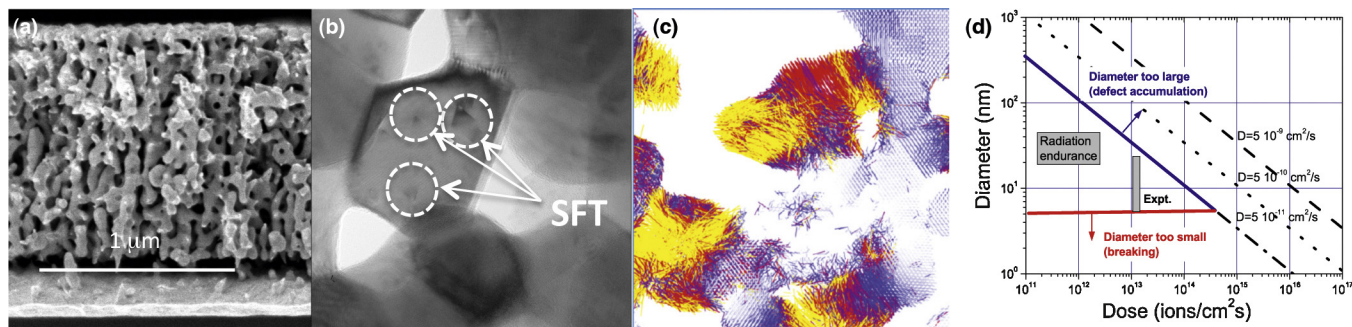 (a)
1 µm
(b)
SFT
(c)
(d)
Diameter (nm)
10³
10²
10¹
10⁰
Diameter too large
(defect accumulation)
Radiation
endurance
Expt.
Diameter too small
(breaking)
D=5 10⁻⁹ cm²/s
D=5 10⁻¹⁰ cm²/s
D=5 10⁻¹¹ cm²/s
10¹¹ 10¹² 10¹³ 10¹⁴ 10¹⁵ 10¹⁶ 10¹⁷
Dose (ions/cm²s)